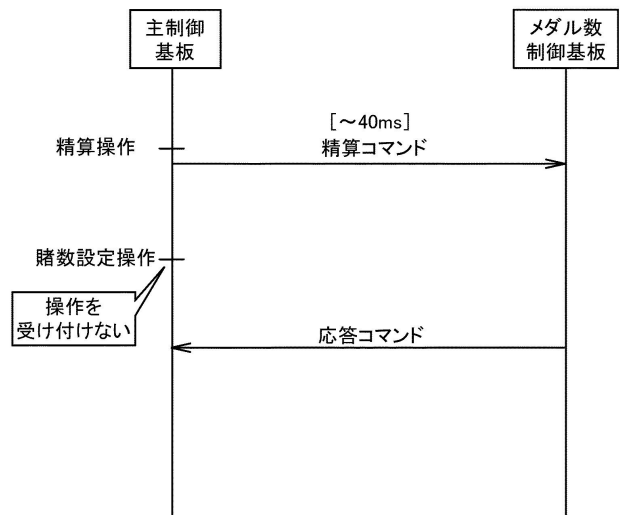 主制御
基板
メダル数
制御基板
[～40ms]
精算操作
精算コマンド
賭数設定操作
操作を
受け付けない
応答コマンド